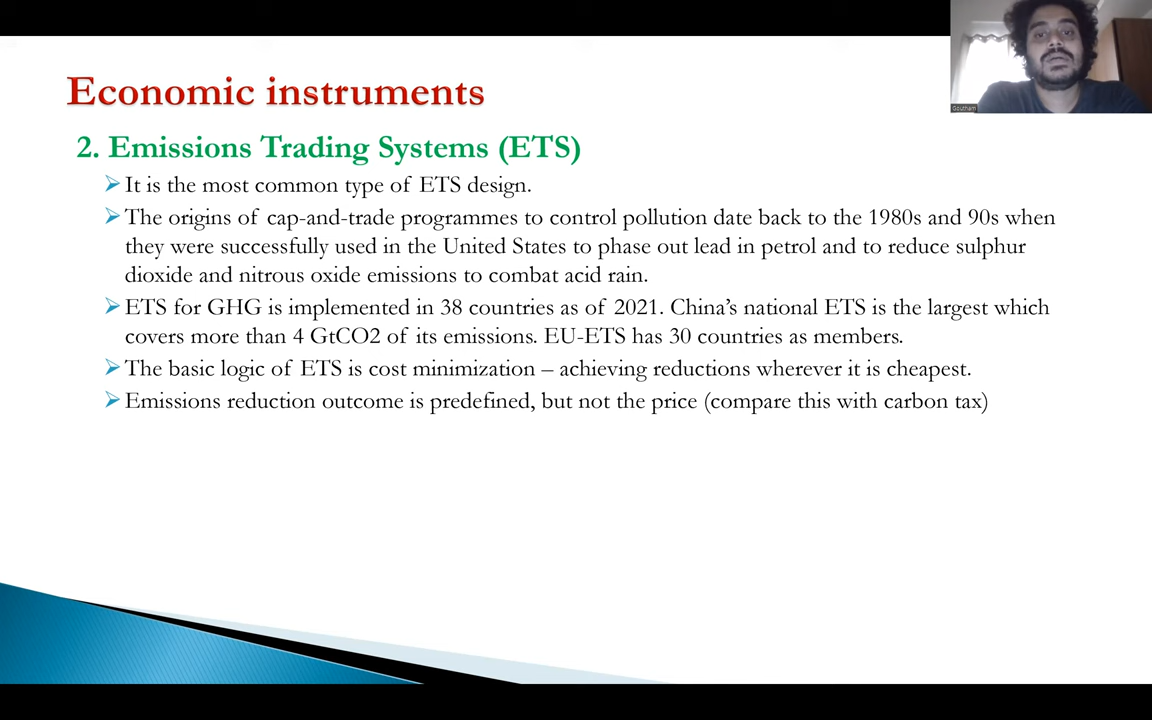 Economic instruments
Goutham
2. Emissions Trading Systems (ETS)
It is the most common type of ETS design.
The origins of cap-and-trade programmes to control pollution date back to the 1980s and 90s when
they were successfully used in the United States to phase out lead in petrol and to reduce sulphur
dioxide and nitrous oxide emissions to combat acid rain.
ETS for GHG is implemented in 38 countries as of 2021. China's national ETS is the largest which
covers more than 4 GtCO2 of its emissions. EU-ETS has 30 countries as members.
The basic logic of ETS is cost minimization – achieving reductions wherever it is cheapest.
Emissions reduction outcome is predefined, but not the price (compare this with carbon tax)